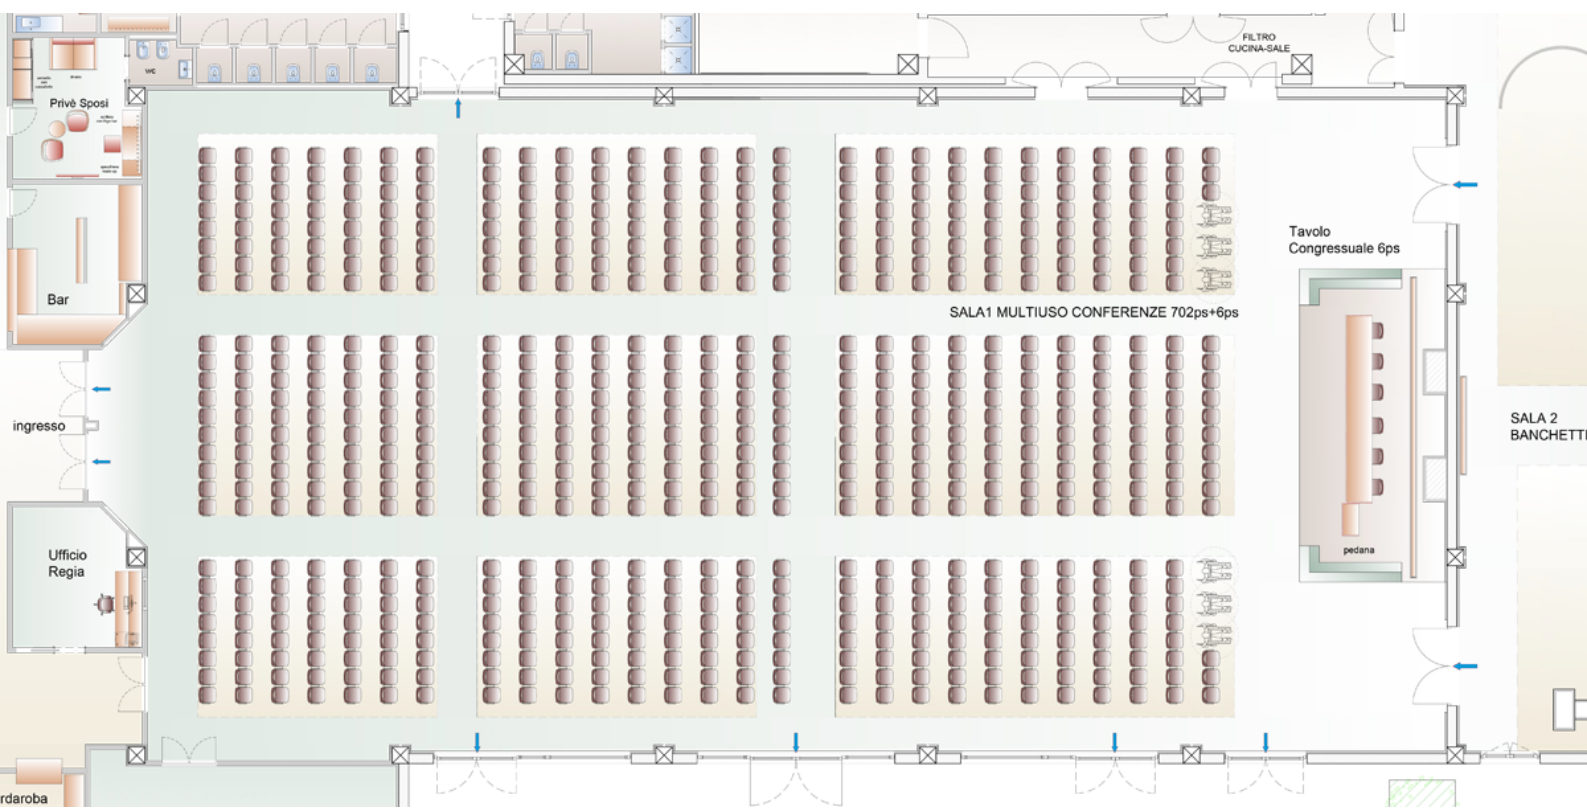 FILTRO
CUCINA-SALE
WC
Privè Sposi
Tavolo
Congressuale 6ps
Bar
SALA1 MULTIUSO CONFERENZE 702ps+6ps
ingresso
SALA 2
BANCHETTI
Ufficio
Regia
pedana
rdaroba